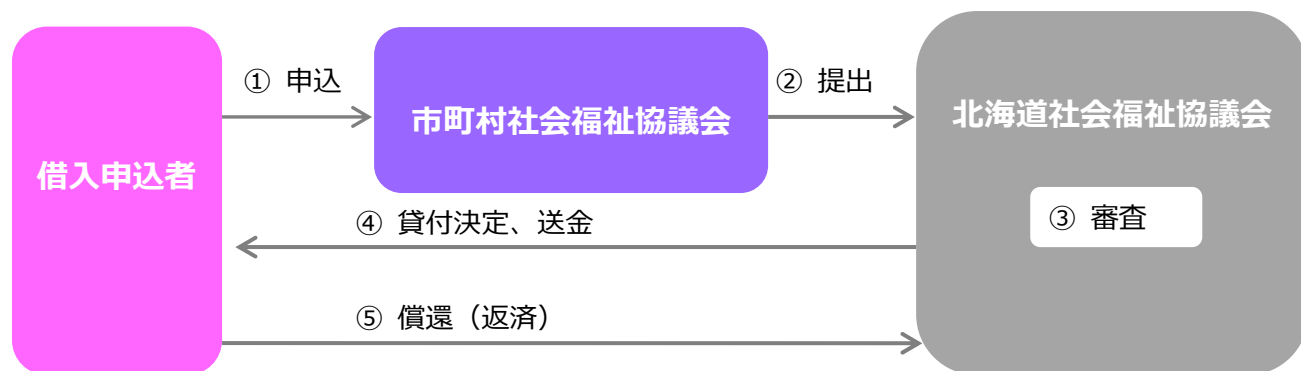 ① 申込
② 提出
市町村社会福祉協議会
北海道社会福祉協議会
借入申込者
④ 貸付決定、送金
③ 審査
⑤ 償還（返済）